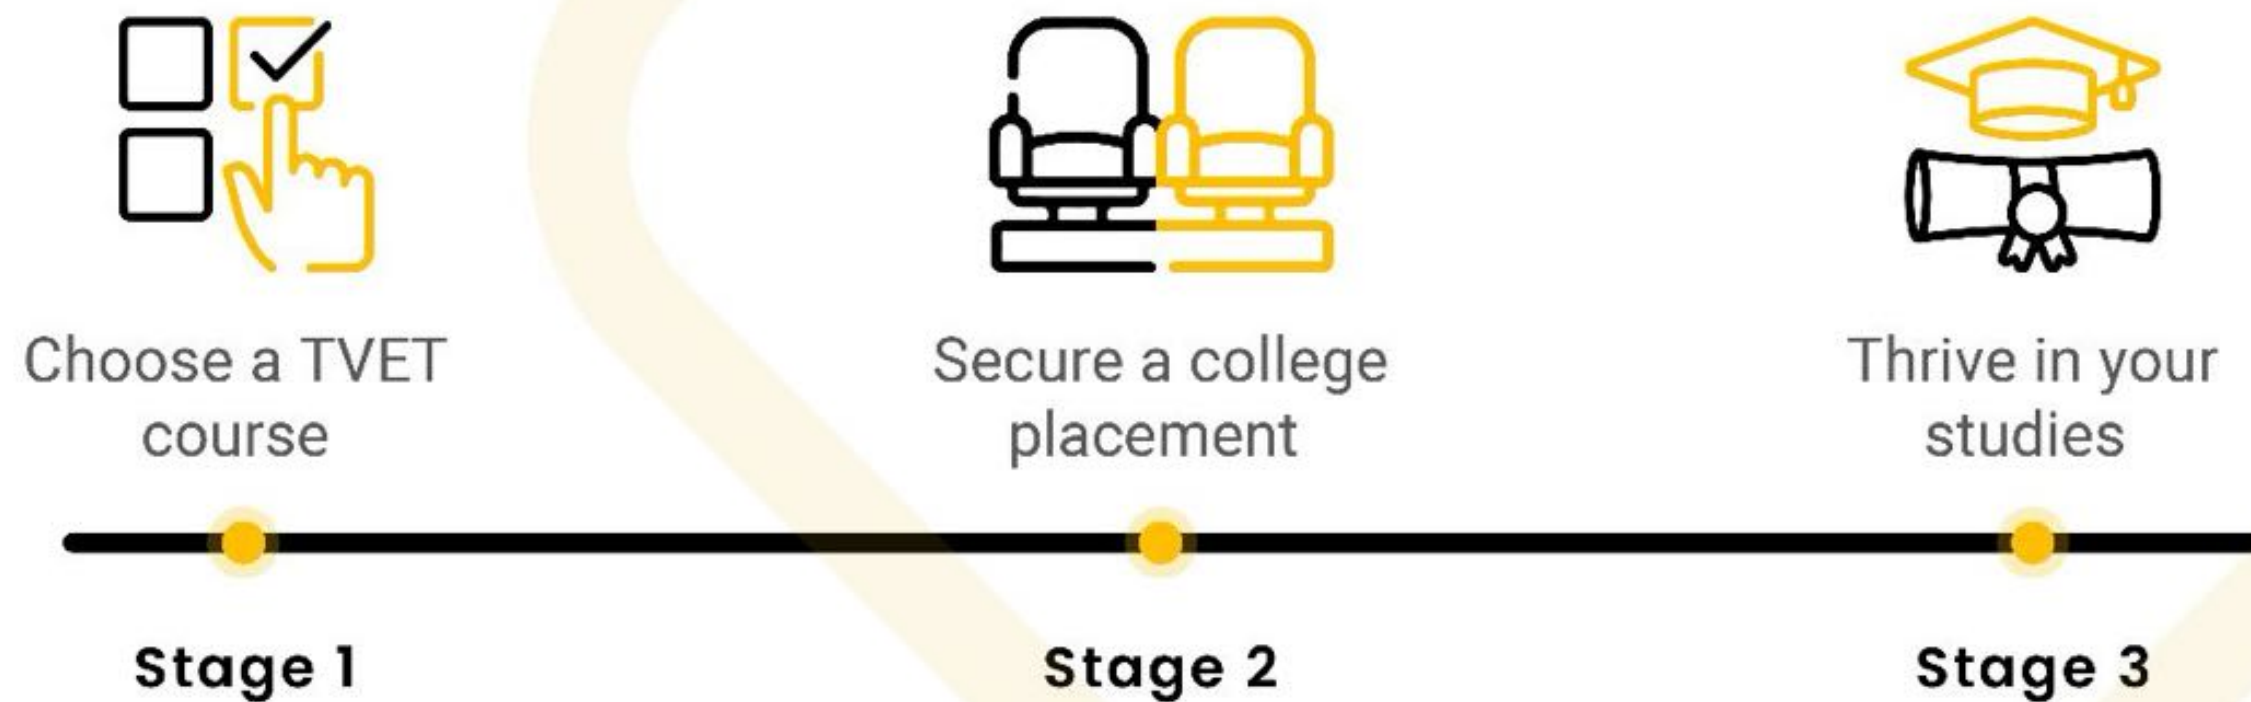 Choose a TVET
course
Stage 1
Secure a college
placement
Stage 2
Thrive in your
studies
Stage 3